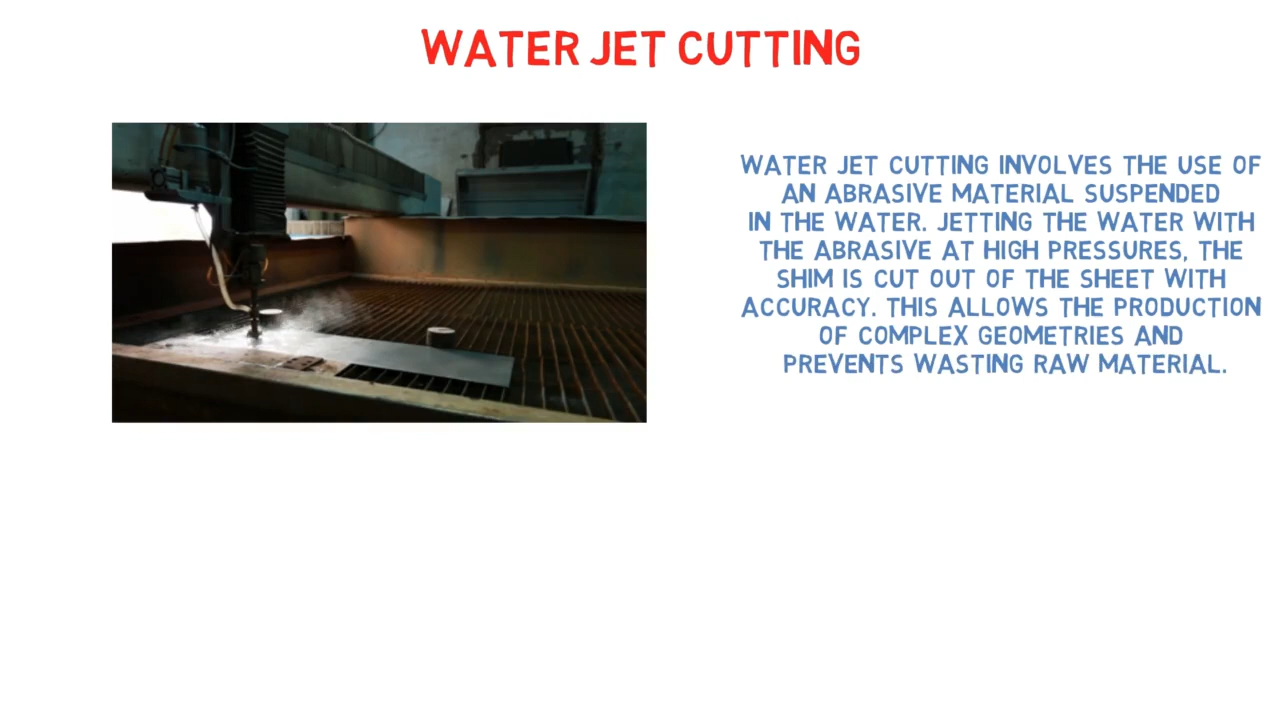 WATER JET CUTTING
WATER JET CUTTING INVOLVES THE USE OF
AN ABRASIVE MATERIAL SUSPENDED
IN THE WATER. JETTING THE WATER WITH
THE ABRASIVE AT HIGH PRESSURES, THE
SHIM IS CUT OUT OF THE SHEET WITH
ACCURACY. THIS ALLOWS THE PRODUCTION
OF COMPLEX GEOMETRIES AND
PREVENTS WASTING RAW MATERIAL.